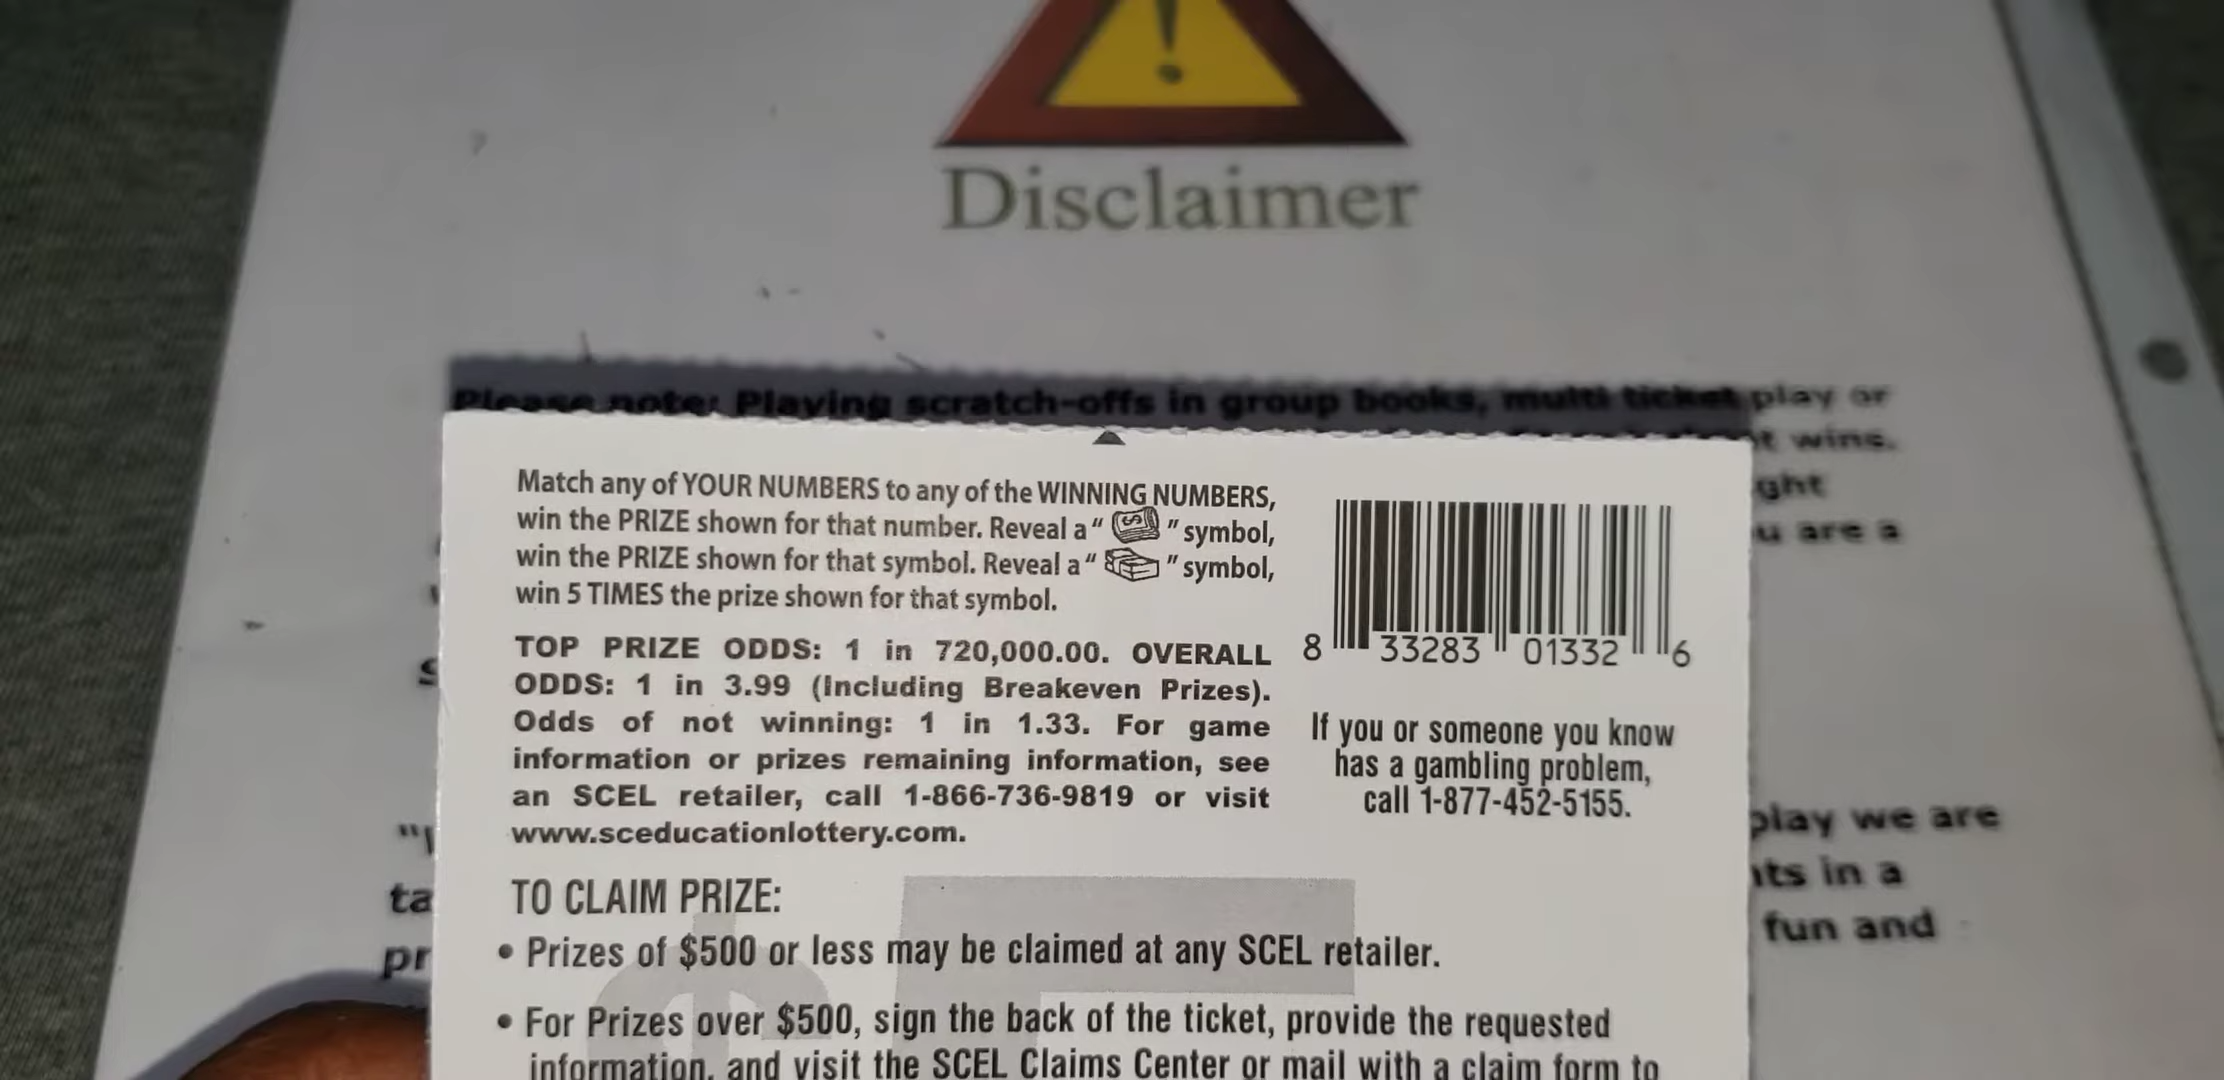 Disclaimer
Please note: Playing scratch-offs in group books, multi ticket play or
wins.
ght
u are a
Match any of YOUR NUMBERS to any of the WINNING NUMBERS,
win the PRIZE shown for that number. Reveal a " " symbol,
win the PRIZE shown for that symbol. Reveal a " " symbol,
win 5 TIMES the prize shown for that symbol.
TOP PRIZE ODDS: 1 in 720,000.00. OVERALL
ODDS: 1 in 3.99 (Including Breakeven Prizes).
Odds of not winning: 1 in 1.33. For game
information or prizes remaining information, see
an SCEL retailer, call 1-866-736-9819 or visit
www.sceducationlottery.com.
8 33283 01332 6
If you or someone you know
has a gambling problem,
call 1-877-452-5155.
play we are
ts in a
fun and
ta
pr
TO CLAIM PRIZE:
• Prizes of $500 or less may be claimed at any SCEL retailer.
• For Prizes over $500, sign the back of the ticket, provide the requested
information, and visit the SCEL Claims Center or mail with a claim form to